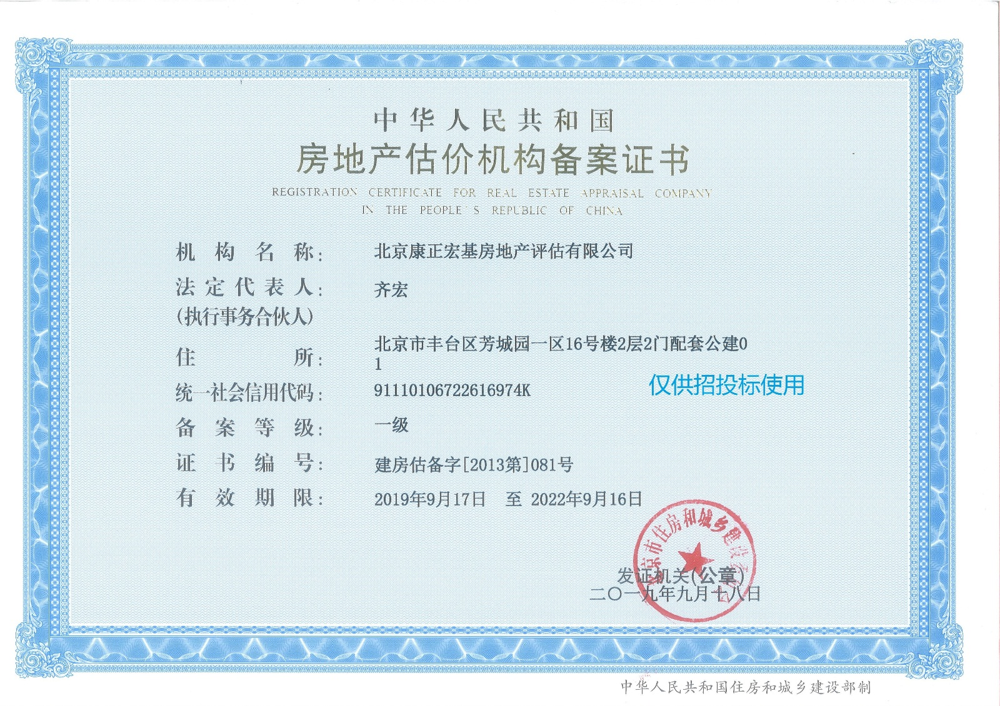 中华人民共和国
房地产估价机构备案证书
REGISTRATION CERTIFICATE FOR REAL ESTATE APPRAISAL COMPANY
IN THE PEOPLE'S REPUBLIC OF CHINA
机构名称: 北京康正宏基房地产评估有限公司
法定代表人: 齐宏
(执行事务合伙人)
住所: 北京市丰台区芳城园一区16号楼2层2门配套公建0
1
统一社会信用代码: 91110106722616974K
仅供招投标使用
备案等级: 一级
证书编号: 建房估备字[2013第]081号
有效期限: 2019年9月17日 至 2022年9月16日
北京市住房和城乡建设委员会
发证机关(公章)
二〇一九年九月十八日
中华人民共和国住房和城乡建设部制